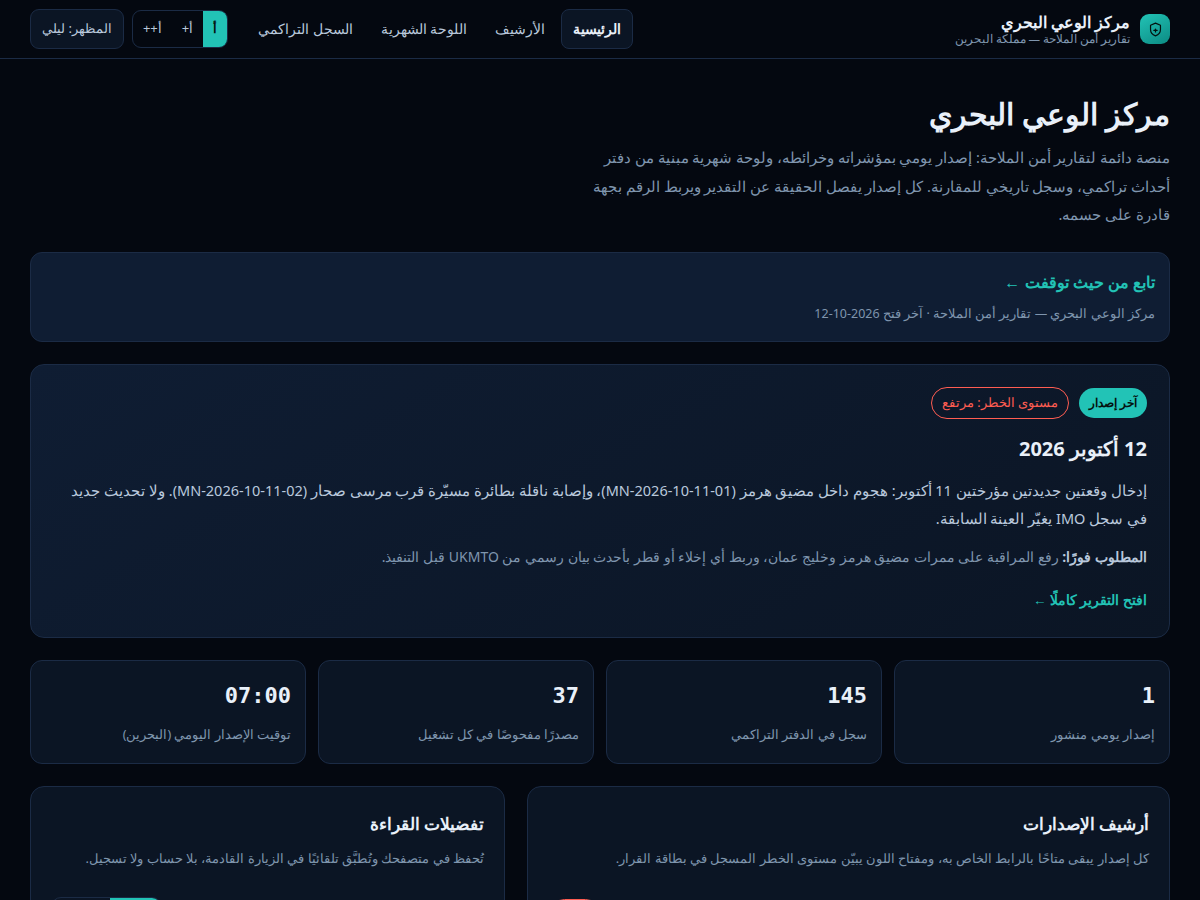 مركز الوعي البحري
تقارير أمن الملاحة — مملكة البحرين
الرئيسية
الأرشيف
اللوحة الشهرية
السجل التراكمي
أ
أ+
أ++
المظهر: ليلي
مركز الوعي البحري
منصة دائمة لتقارير أمن الملاحة: إصدار يومي بمؤشراته وخرائطه، ولوحة شهرية مبنية من دفتر
أحداث تراكمي، وسجل تاريخي للمقارنة. كل إصدار يفصل الحقيقة عن التقدير ويربط الرقم بجهة
قادرة على حسمه.
تابع من حيث توقفت ←
مركز الوعي البحري — تقارير أمن الملاحة · آخر فتح 2026-10-12
آخر إصدار
مستوى الخطر: مرتفع
12 أكتوبر 2026
إدخال وقعتين جديدتين مؤرختين 11 أكتوبر: هجوم داخل مضيق هرمز (MN-2026-10-11-01)، وإصابة ناقلة بطائرة مسيّرة قرب مرسى صحار (MN-2026-10-11-02). ولا تحديث جديد
في سجل IMO يغيّر العينة السابقة.
المطلوب فورًا: رفع المراقبة على ممرات مضيق هرمز وخليج عمان، وربط أي إخلاء أو قطر بأحدث بيان رسمي من UKMTO قبل التنفيذ.
افتح التقرير كاملًا ←
1
إصدار يومي منشور
145
سجل في الدفتر التراكمي
37
مصدرًا مفحوصًا في كل تشغيل
07:00
توقيت الإصدار اليومي (البحرين)
أرشيف الإصدارات
كل إصدار يبقى متاحًا بالرابط الخاص به، ومفتاح اللون يبيّن مستوى الخطر المسجل في بطاقة القرار.
تفضيلات القراءة
تُحفظ في متصفحك وتُطبَّق تلقائيًا في الزيارة القادمة، بلا حساب ولا تسجيل.